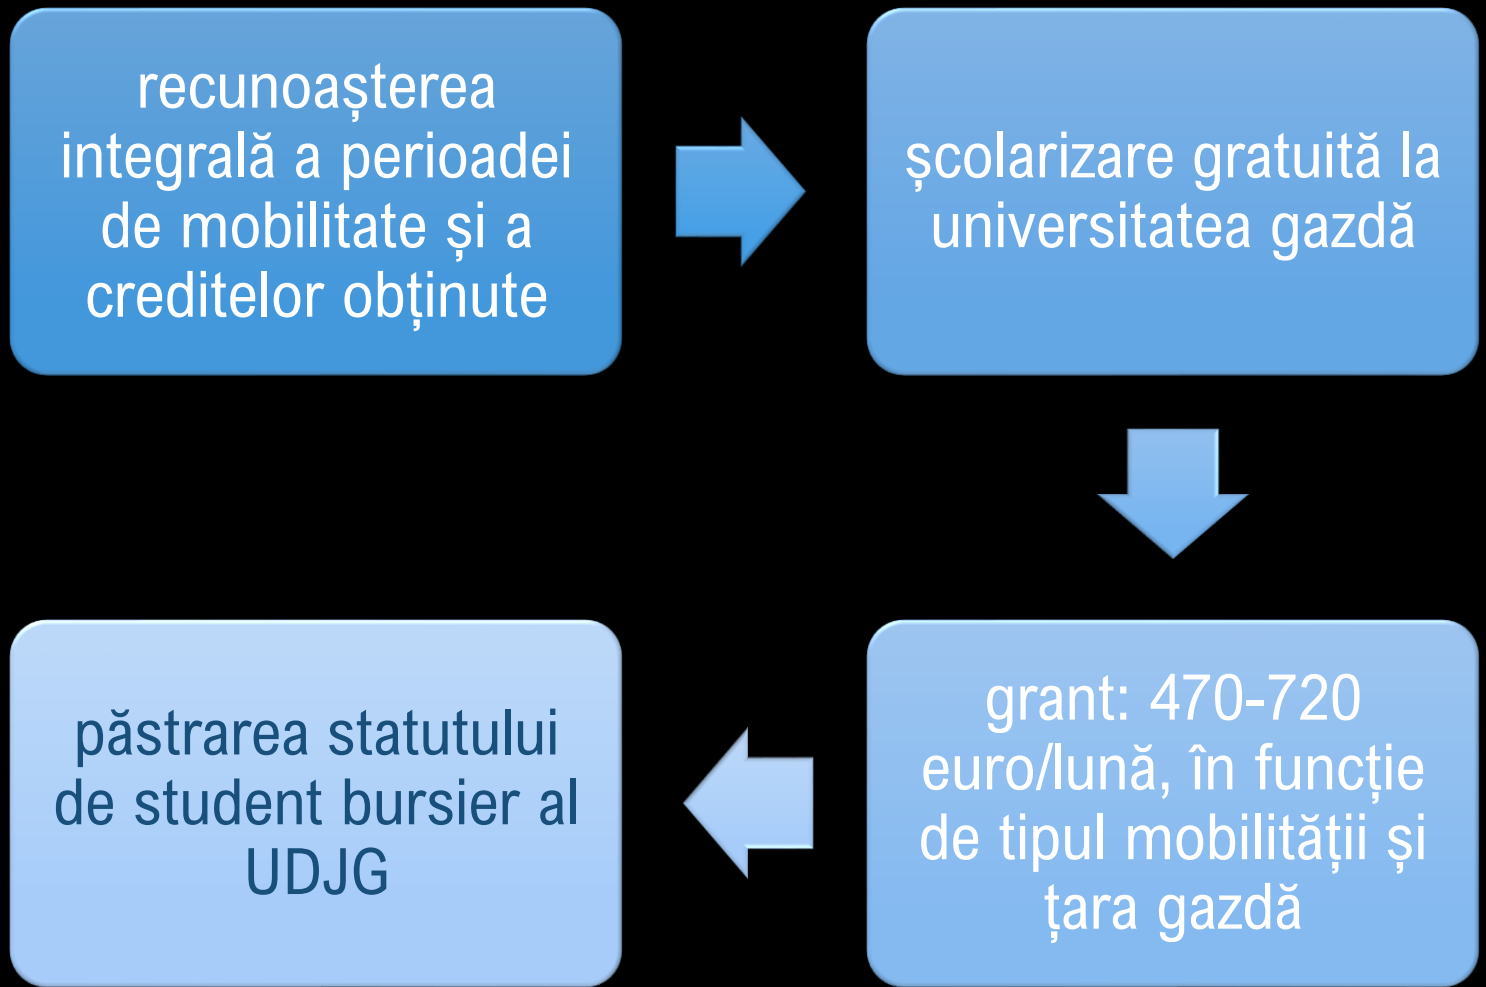 recunoașterea
integrală a perioadei
de mobilitate și a
creditelor obținute
școlarizare gratuită la
universitatea gazdă
grant: 470-720
euro/lună, în funcție
de tipul mobilității și
țara gazdă
păstrarea statutului
de student bursier al
UDJG